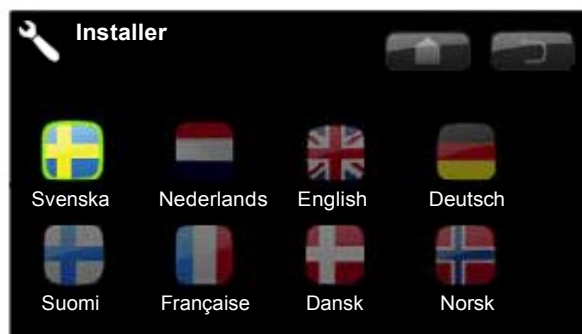 Installer
Svenska Nederlands English Deutsch
Suomi Française Dansk Norsk